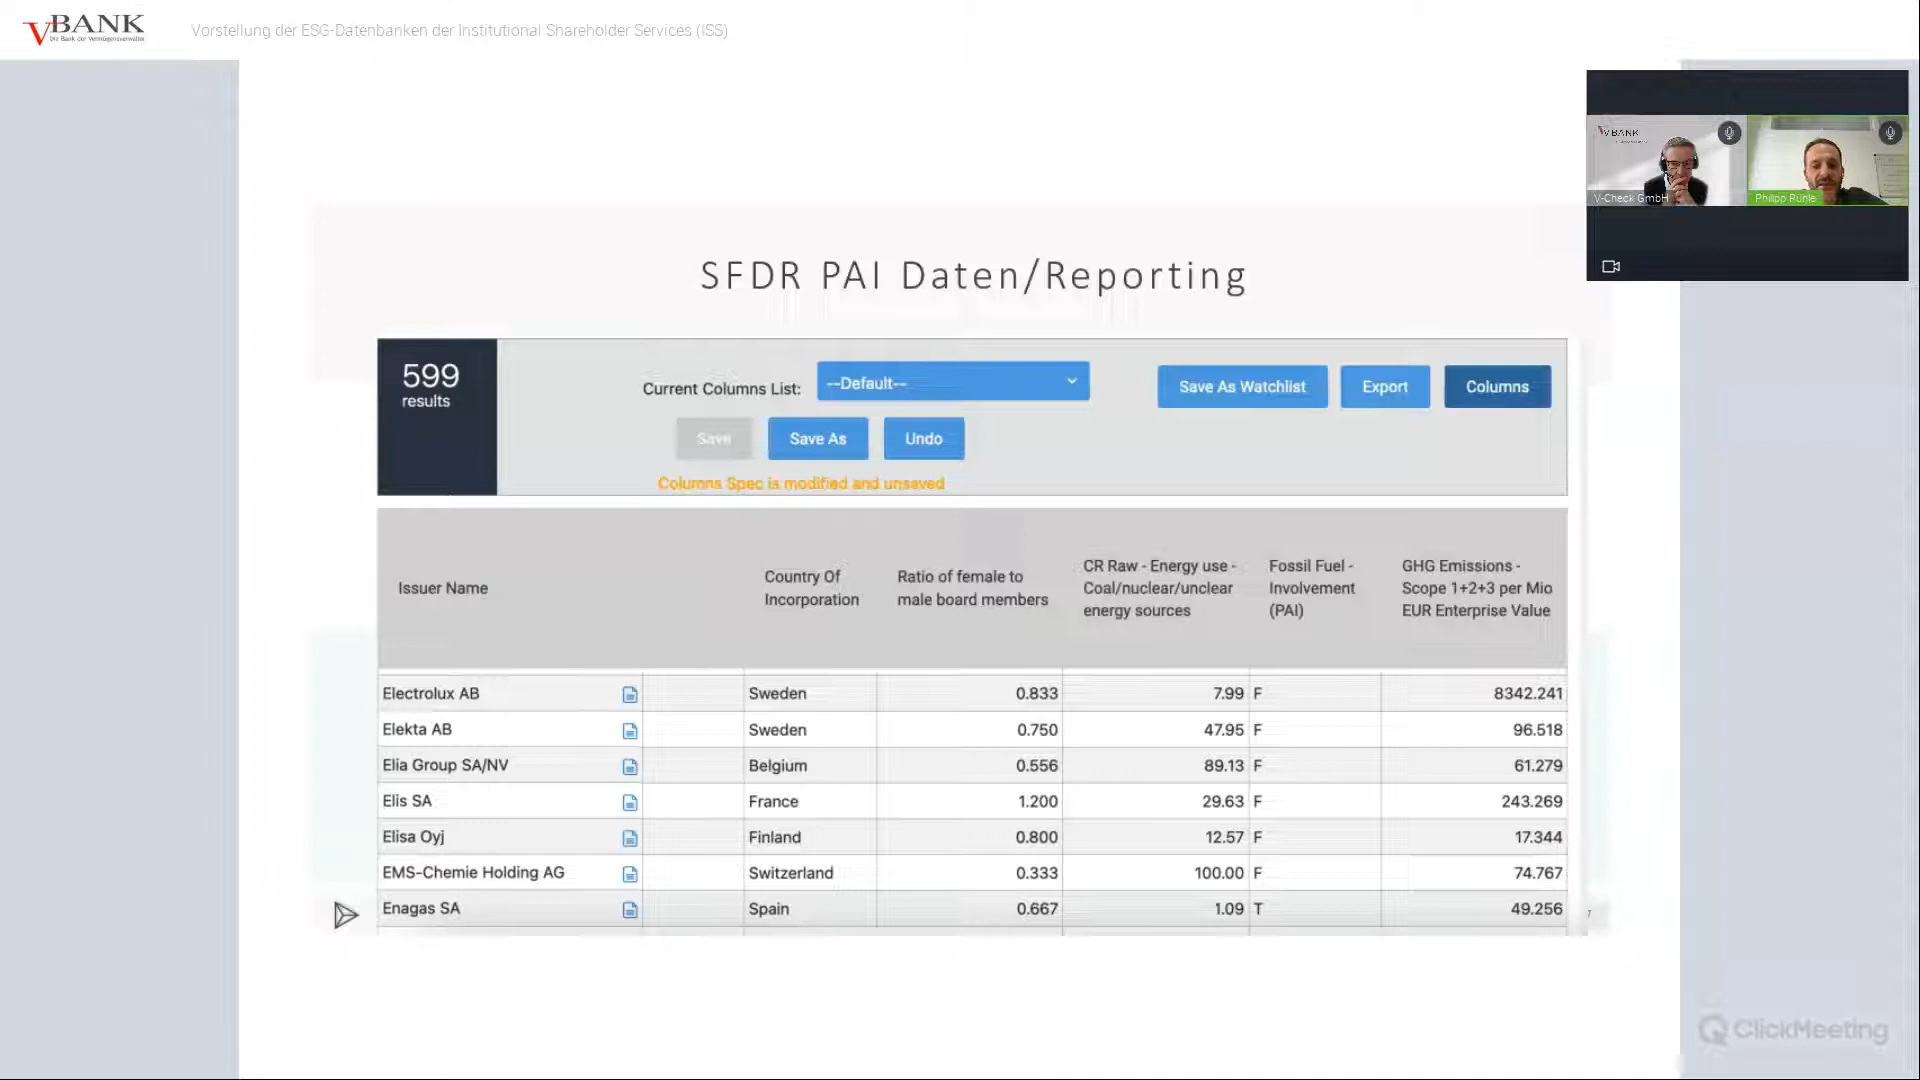 VBANK
Die Bank der Vermögensverwalter
Vorstellung der ESG-Datenbanken der Institutional Shareholder Services (ISS)
VBANK
V-Check GmbH
Philipp Rühle
SFDR PAI Daten/Reporting
599
results
Current Columns List:
--Default--
Save As Watchlist
Export
Columns
Save
Save As
Undo
Columns Spec is modified and unsaved
Issuer Name
Country Of
Incorporation
Ratio of female to
male board members
CR Raw - Energy use -
Coal/nuclear/unclear
energy sources
Fossil Fuel -
Involvement
(PAI)
GHG Emissions -
Scope 1+2+3 per Mio
EUR Enterprise Value
Electrolux AB Sweden 0.833 7.99 F 8342.241
Elekta AB Sweden 0.750 47.95 F 96.518
Elia Group SA/NV Belgium 0.556 89.13 F 61.279
Elis SA France 1.200 29.63 F 243.269
Elisa Oyj Finland 0.800 12.57 F 17.344
EMS-Chemie Holding AG Switzerland 0.333 100.00 F 74.767
Enagas SA Spain 0.667 1.09 T 49.256
ClickMeeting